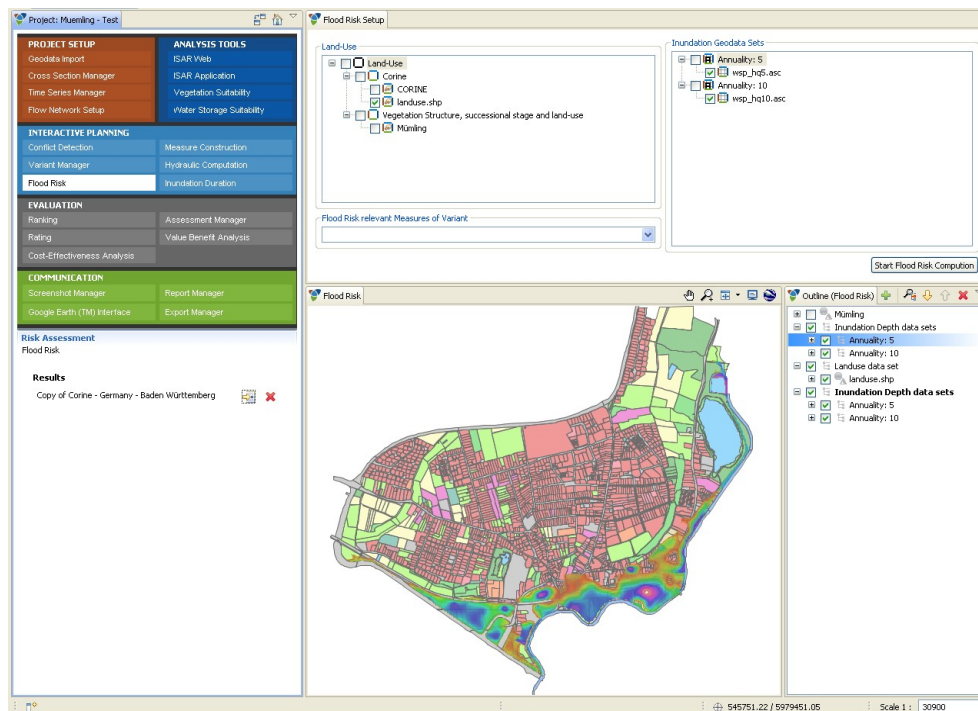 Project: Muemling - Test
PROJECT SETUP
Geodata Import
Cross Section Manager
Time Series Manager
Flow Network Setup
ANALYSIS TOOLS
ISAR Web
ISAR Application
Vegetation Suitability
Water Storage Suitability
INTERACTIVE PLANNING
Conflict Detection
Measure Construction
Variant Manager
Hydraulic Computation
Flood Risk
Inundation Duration
EVALUATION
Ranking
Assessment Manager
Rating
Value Benefit Analysis
Cost-Effectiveness Analysis
COMMUNICATION
Screenshot Manager
Report Manager
Google Earth (TM) Interface
Export Manager
Risk Assessment
Flood Risk
Results
Copy of Corine - Germany - Baden Württemberg
Flood Risk Setup
Land-Use
Land-Use
Corine
CORINE
landuse.shp
Vegetation Structure, successional stage and land-use
Mümling
Flood Risk relevant Measures of Variant
Inundation Geodata Sets
Annuality: 5
wsp_hq5.asc
Annuality: 10
wsp_hq10.asc
Start Flood Risk Compution
Flood Risk
Outline (Flood Risk)
Mümling
Inundation Depth data sets
Annuality: 5
Annuality: 10
Landuse data set
landuse.shp
Inundation Depth data sets
Annuality: 5
Annuality: 10
545751.22 / 5979451.05
Scale 1 : 30900